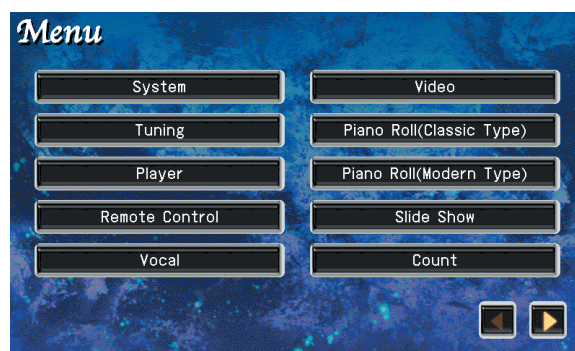 Menu
System
Tuning
Player
Remote Control
Vocal
Video
Piano Roll(Classic Type)
Piano Roll(Modern Type)
Slide Show
Count